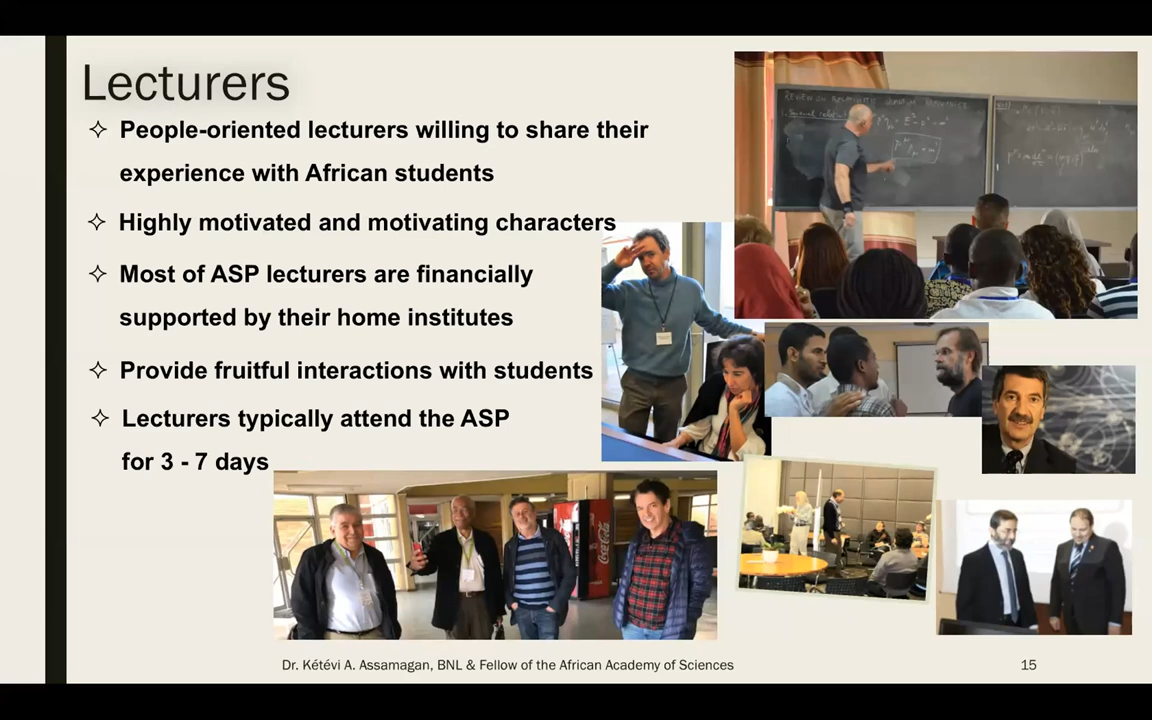 Lecturers
People-oriented lecturers willing to share their
experience with African students
Highly motivated and motivating characters
Most of ASP lecturers are financially
supported by their home institutes
Provide fruitful interactions with students
Lecturers typically attend the ASP
for 3 - 7 days
Coca-Cola
Dr. Kétévi A. Assamagan, BNL & Fellow of the African Academy of Sciences
15